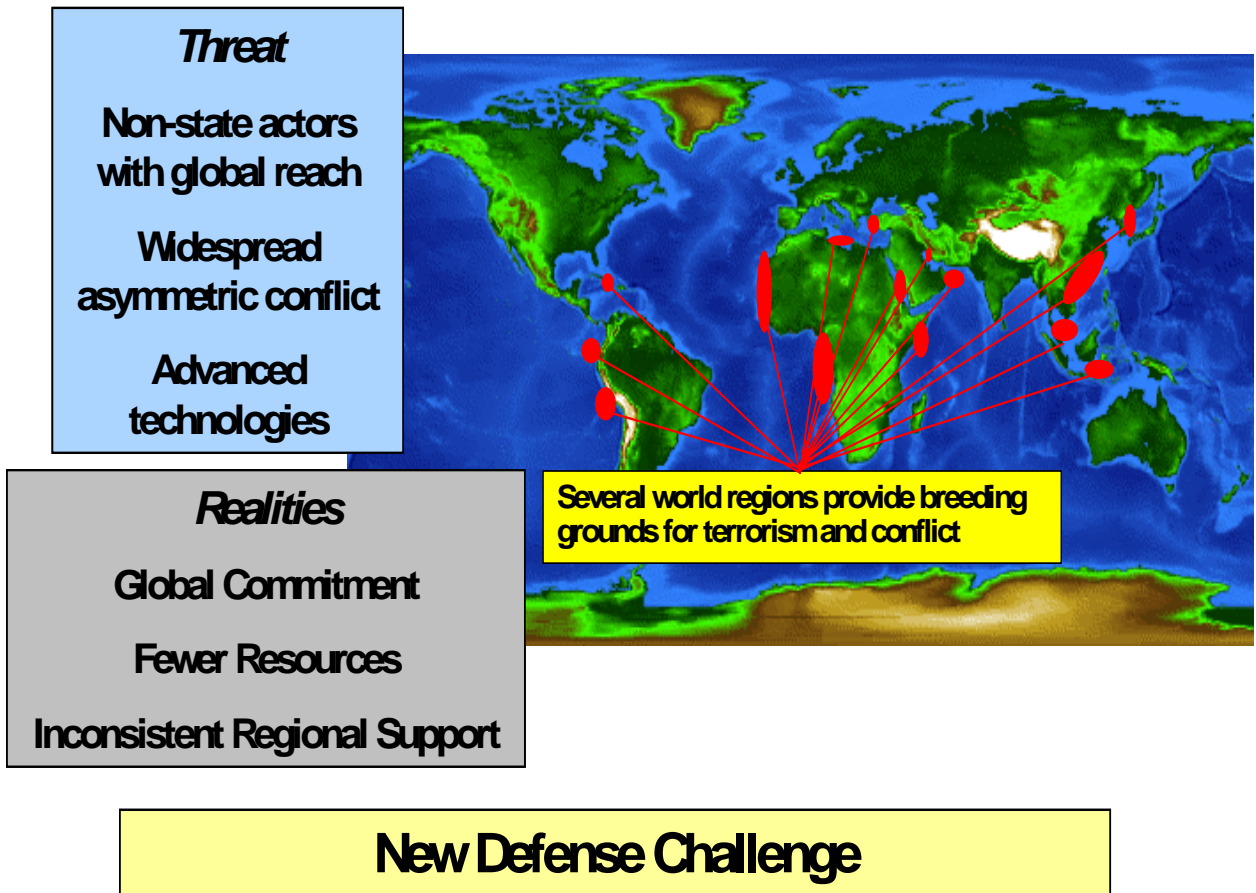 Threat
Non-state actors
with global reach
Widespread
asymmetric conflict
Advanced
technologies
Realities
Global Commitment
Fewer Resources
Inconsistent Regional Support
Several world regions provide breeding
grounds for terrorism and conflict
New Defense Challenge